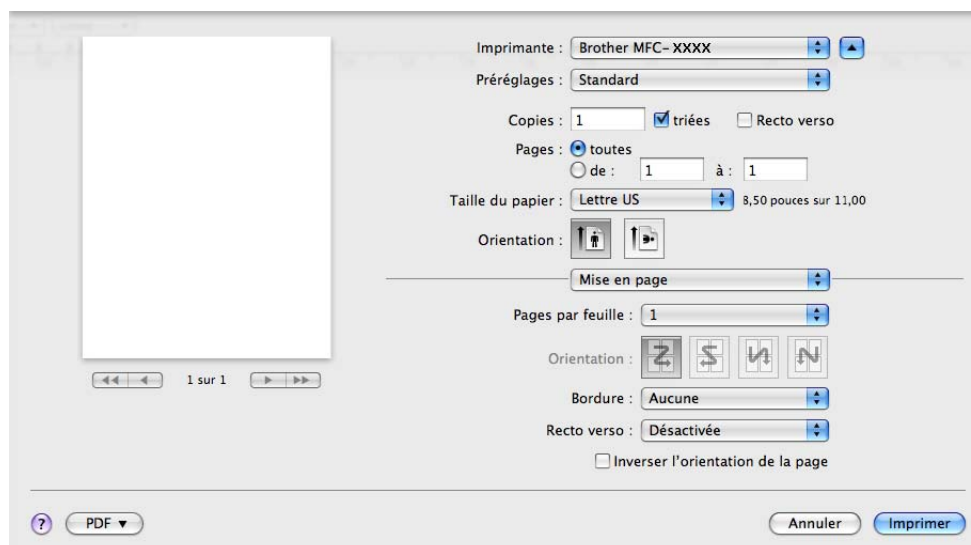 Imprimante : Brother MFC- XXXX
Préréglages : Standard
Copies : 1 triées Recto verso
Pages : toutes
de : 1 à : 1
Taille du papier : Lettre US 8,50 pouces sur 11,00
Orientation :
Mise en page
Pages par feuille : 1
Orientation :
Bordure : Aucune
Recto verso : Désactivée
Inverser l'orientation de la page
1 sur 1
? PDF Annuler Imprimer